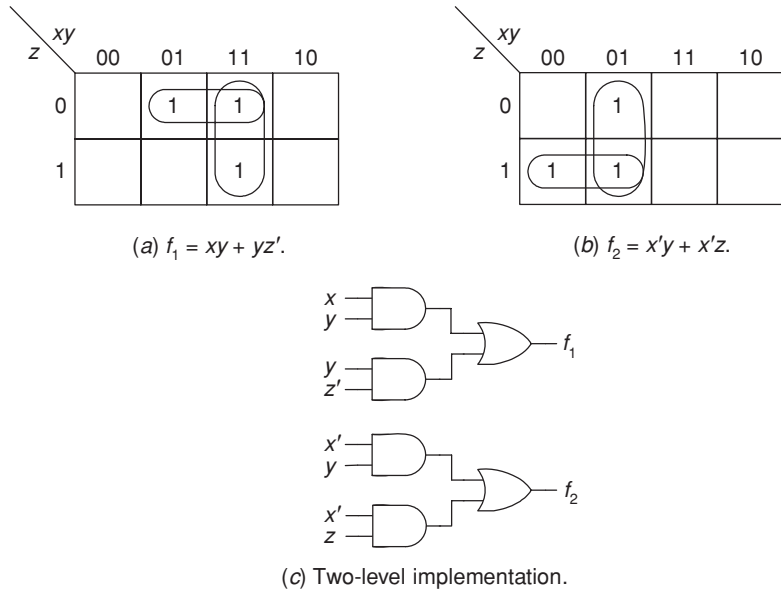 xy xy
z 00 01 11 10 z 00 01 11 10
0 1 1 0 1
1 1 1 1 1
(a) f₁ = xy + yz′. (b) f₂ = x′y + x′z.
x
y
f₁
y
z′
x′
y
f₂
x′
z
(c) Two-level implementation.